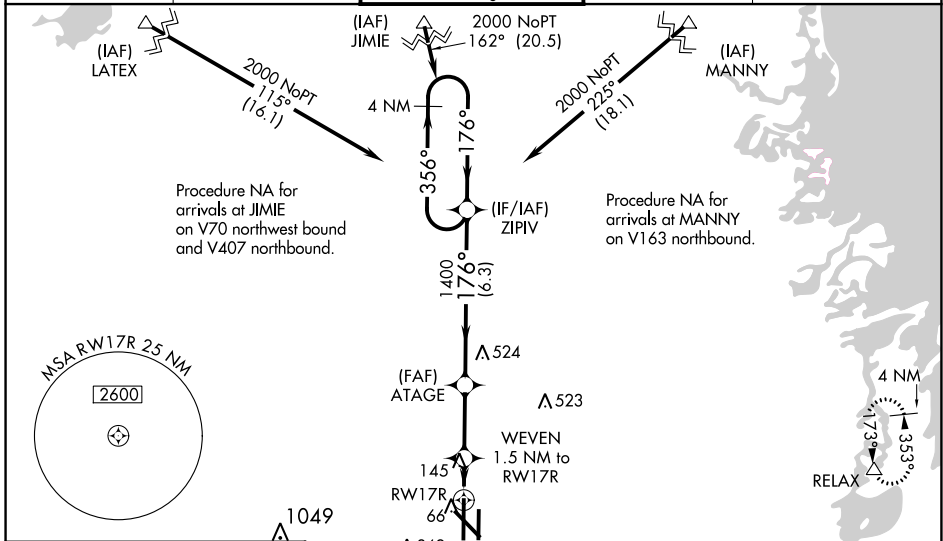 (IAF)
LATEX
2000 NoPT
115°
(16.1)
(IAF)
JIMIE
2000 NoPT
162° (20.5)
4 NM
356°
176°
2000 NoPT
225°
(18.1)
(IAF)
MANNY
Procedure NA for
arrivals at JIMIE
on V70 northwest bound
and V407 northbound.
(IF/IAF)
ZIPIV
Procedure NA for
arrivals at MANNY
on V163 northbound.
1400
176°
(6.3)
MSA RW17R 25 NM
2600
524
(FAF)
ATAGE
523
WEVEN
1.5 NM to
RW17R
145
RW17R
66
1049
4 NM
173°
353°
RELAX